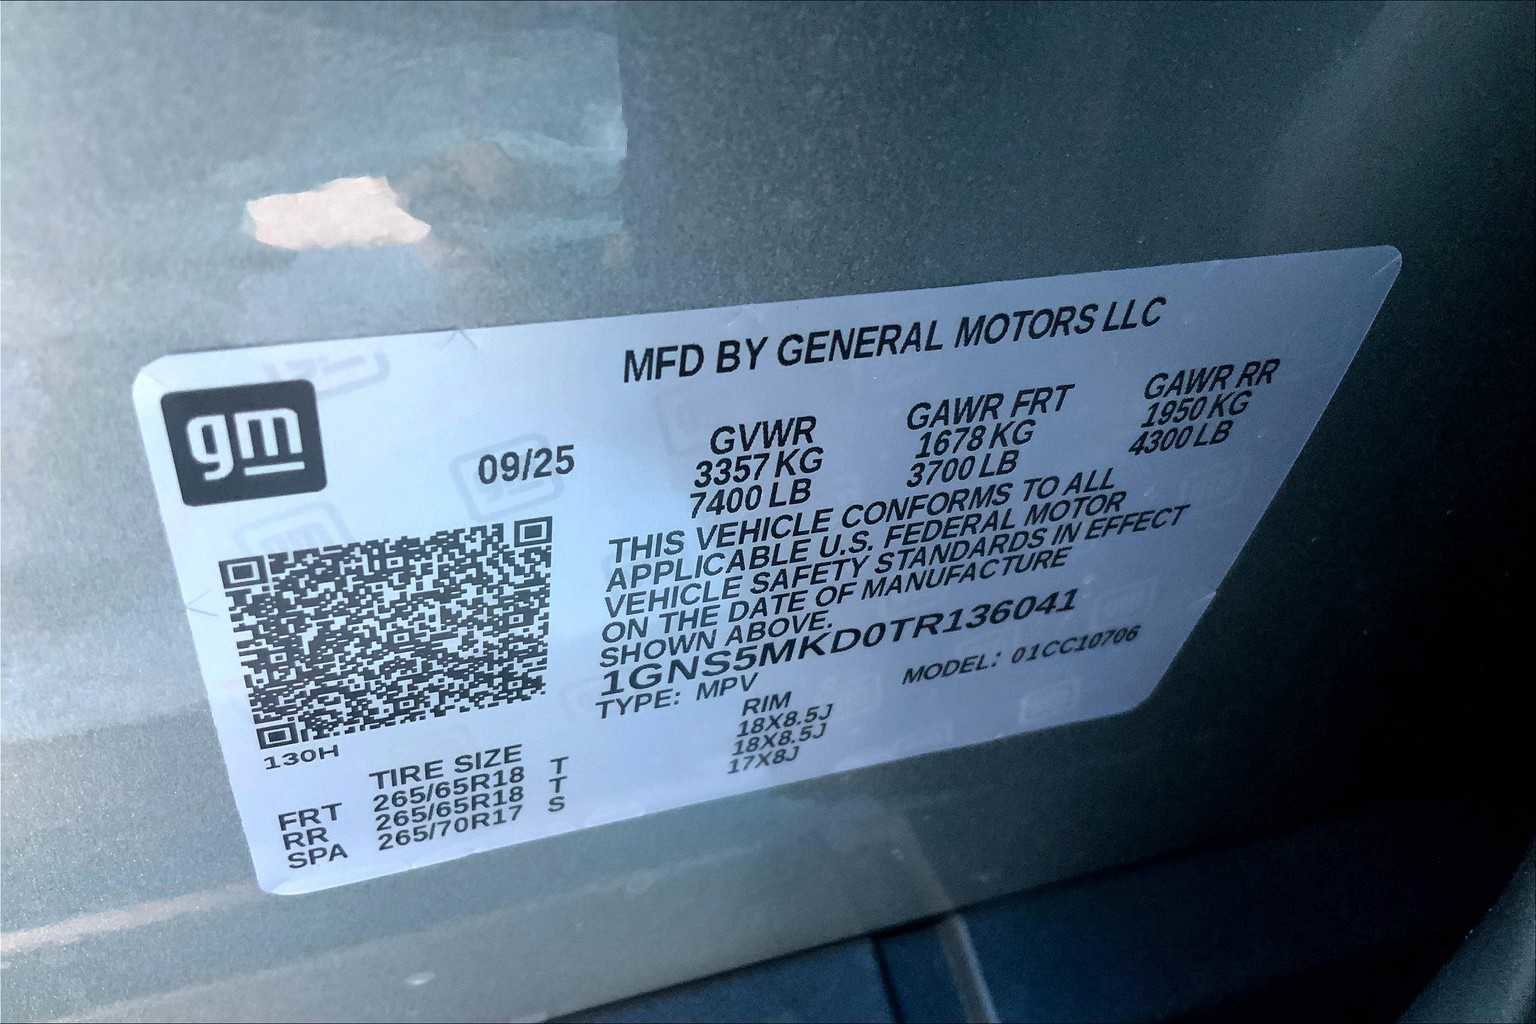 MFD BY GENERAL MOTORS LLC
gm
09/25
GVWR GAWR FRT GAWR RR
3357 KG 1678 KG 1950 KG
7400 LB 3700 LB 4300 LB
THIS VEHICLE CONFORMS TO ALL
APPLICABLE U.S. FEDERAL MOTOR
VEHICLE SAFETY STANDARDS IN EFFECT
ON THE DATE OF MANUFACTURE
SHOWN ABOVE.
1GNS5MKD0TR136041
TYPE: MPV MODEL: 01CC10706
130H
TIRE SIZE RIM
FRT 265/65R18 T 18X8.5J
RR 265/65R18 T 18X8.5J
SPA 265/70R17 S 17X8J